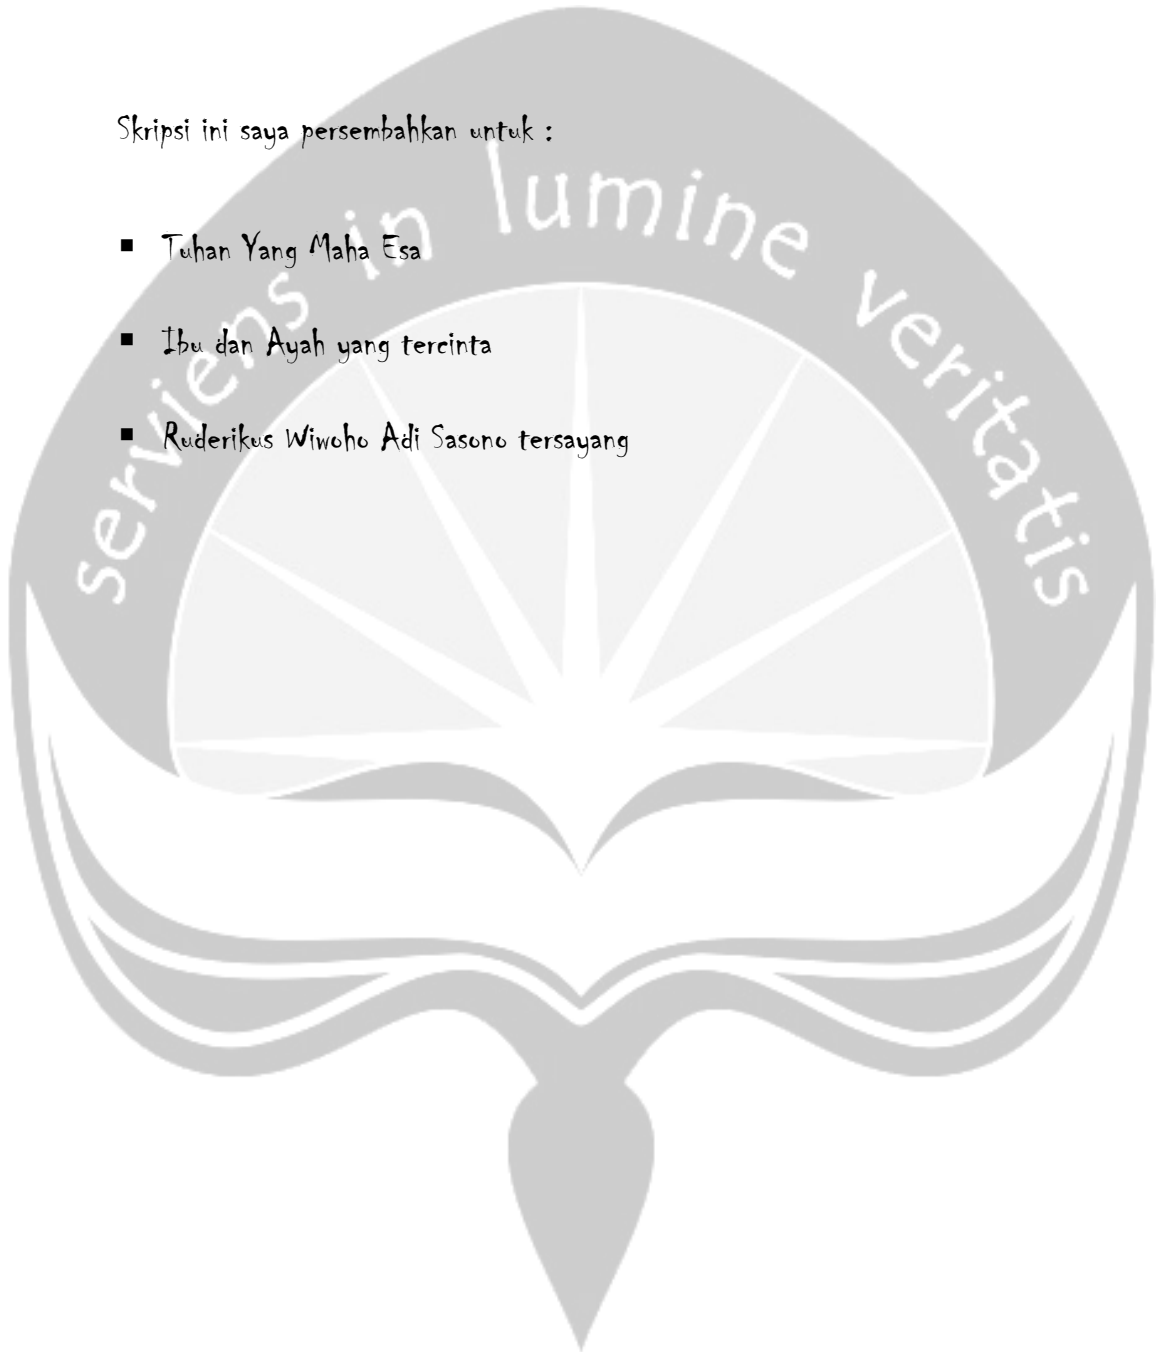 Skripsi ini saya persembahkan untuk :
▪ Tuhan Yang Maha Esa
▪ Ibu dan Ayah yang tercinta
▪ Ruderikus Wiwoho Adi Sasono tersayang
serviens in lumine veritatis